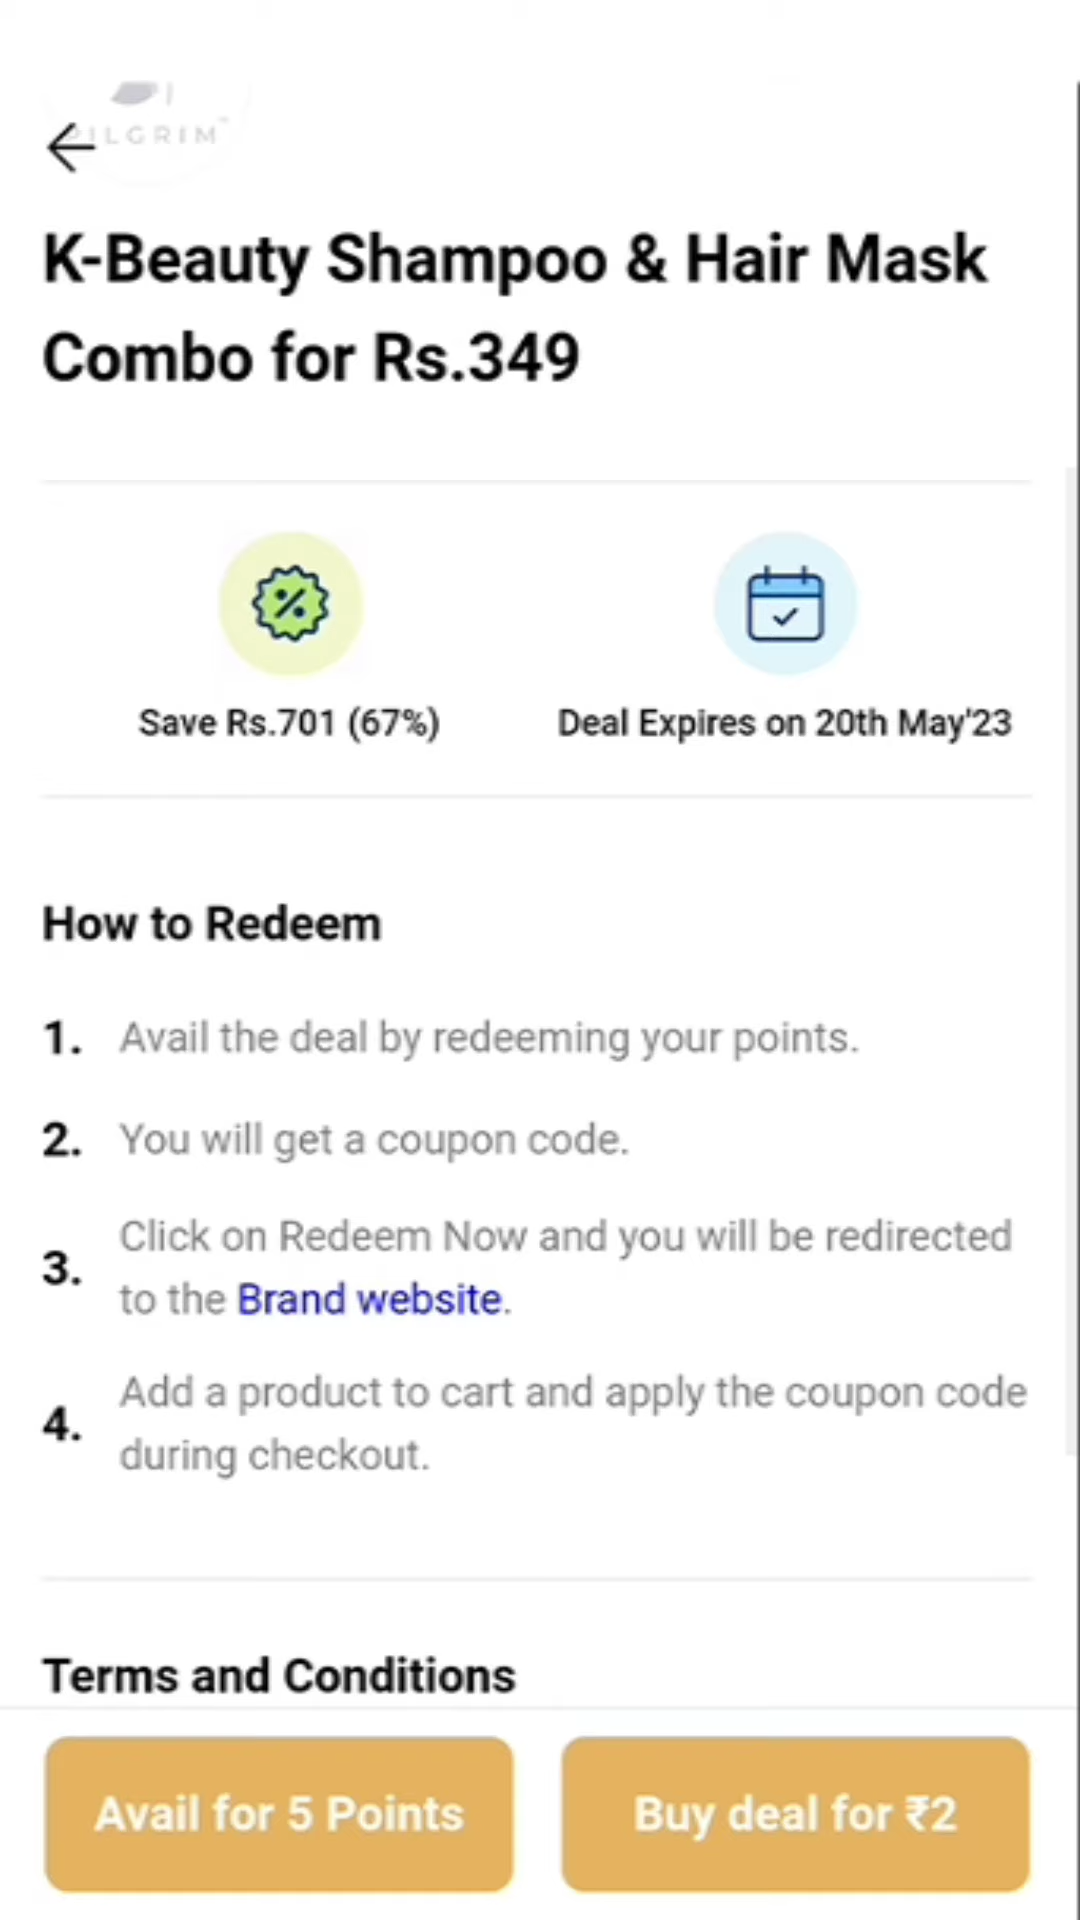 PILGRIM™
K-Beauty Shampoo & Hair Mask
Combo for Rs.349
Save Rs.701 (67%)
Deal Expires on 20th May'23
How to Redeem
1. Avail the deal by redeeming your points.
2. You will get a coupon code.
3. Click on Redeem Now and you will be redirected
to the Brand website.
4. Add a product to cart and apply the coupon code
during checkout.
Terms and Conditions
Avail for 5 Points
Buy deal for ₹2